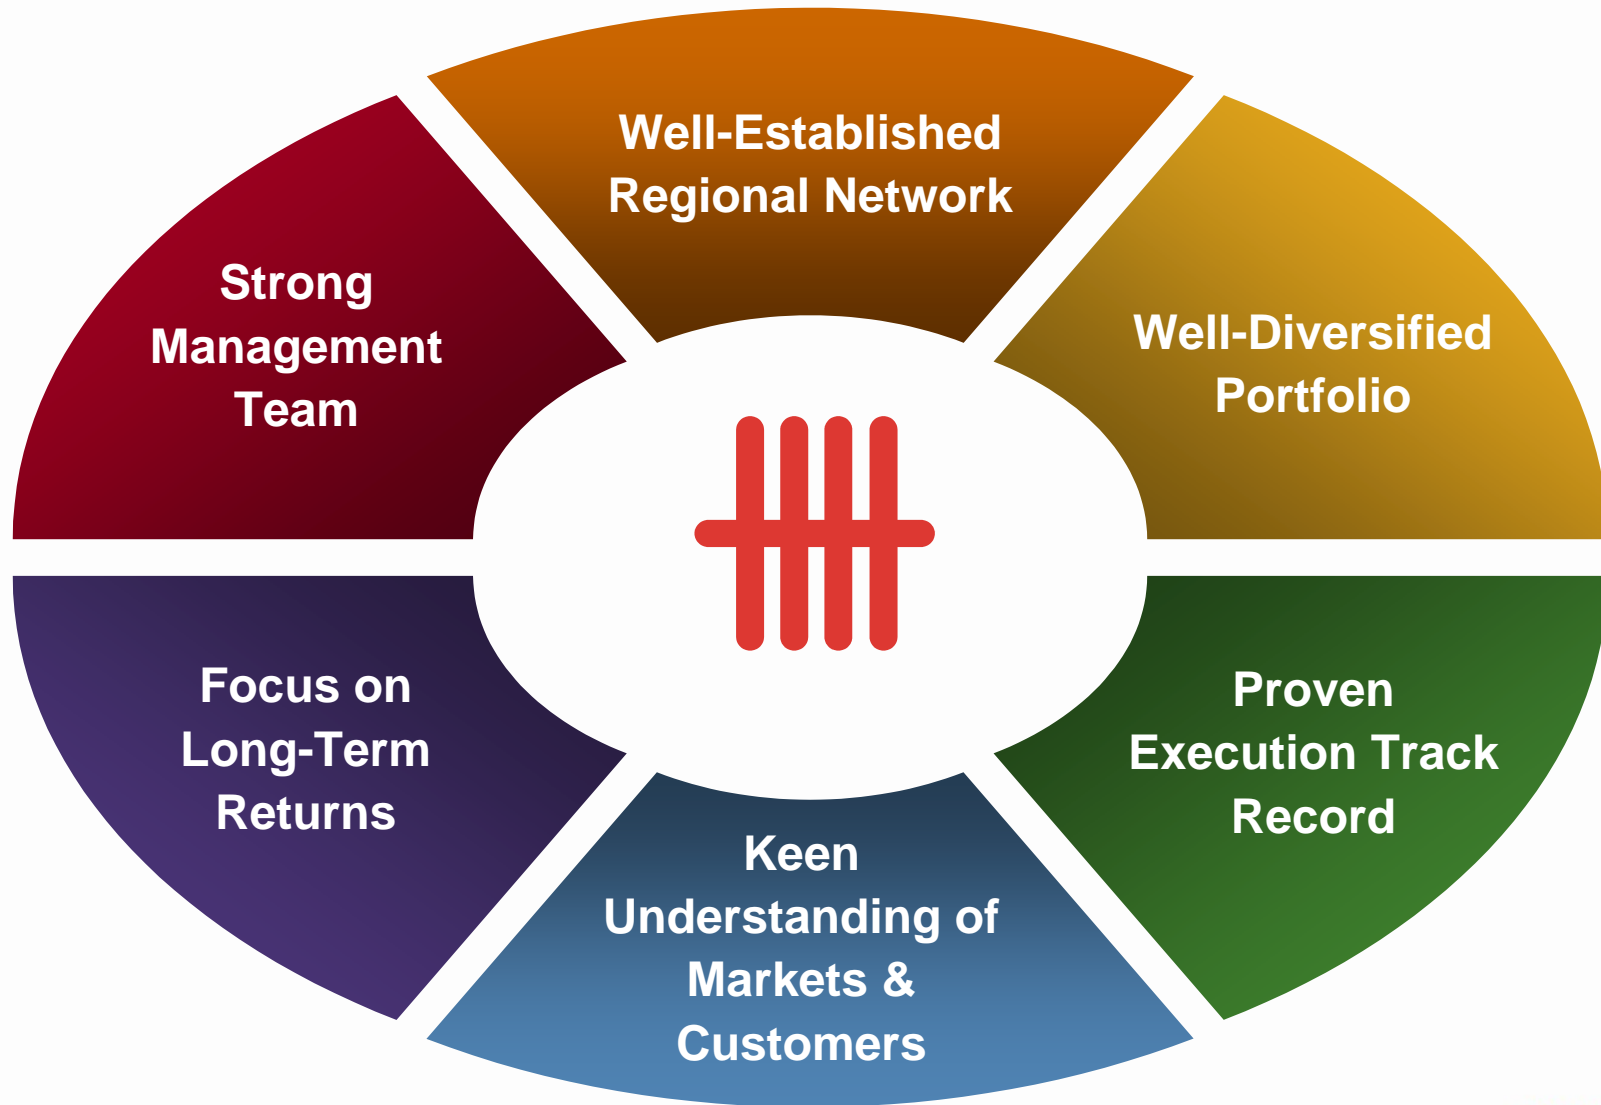 Well-Established
Regional Network
Strong
Management
Team
Well-Diversified
Portfolio
Focus on
Long-Term
Returns
Proven
Execution Track
Record
Keen
Understanding of
Markets &
Customers